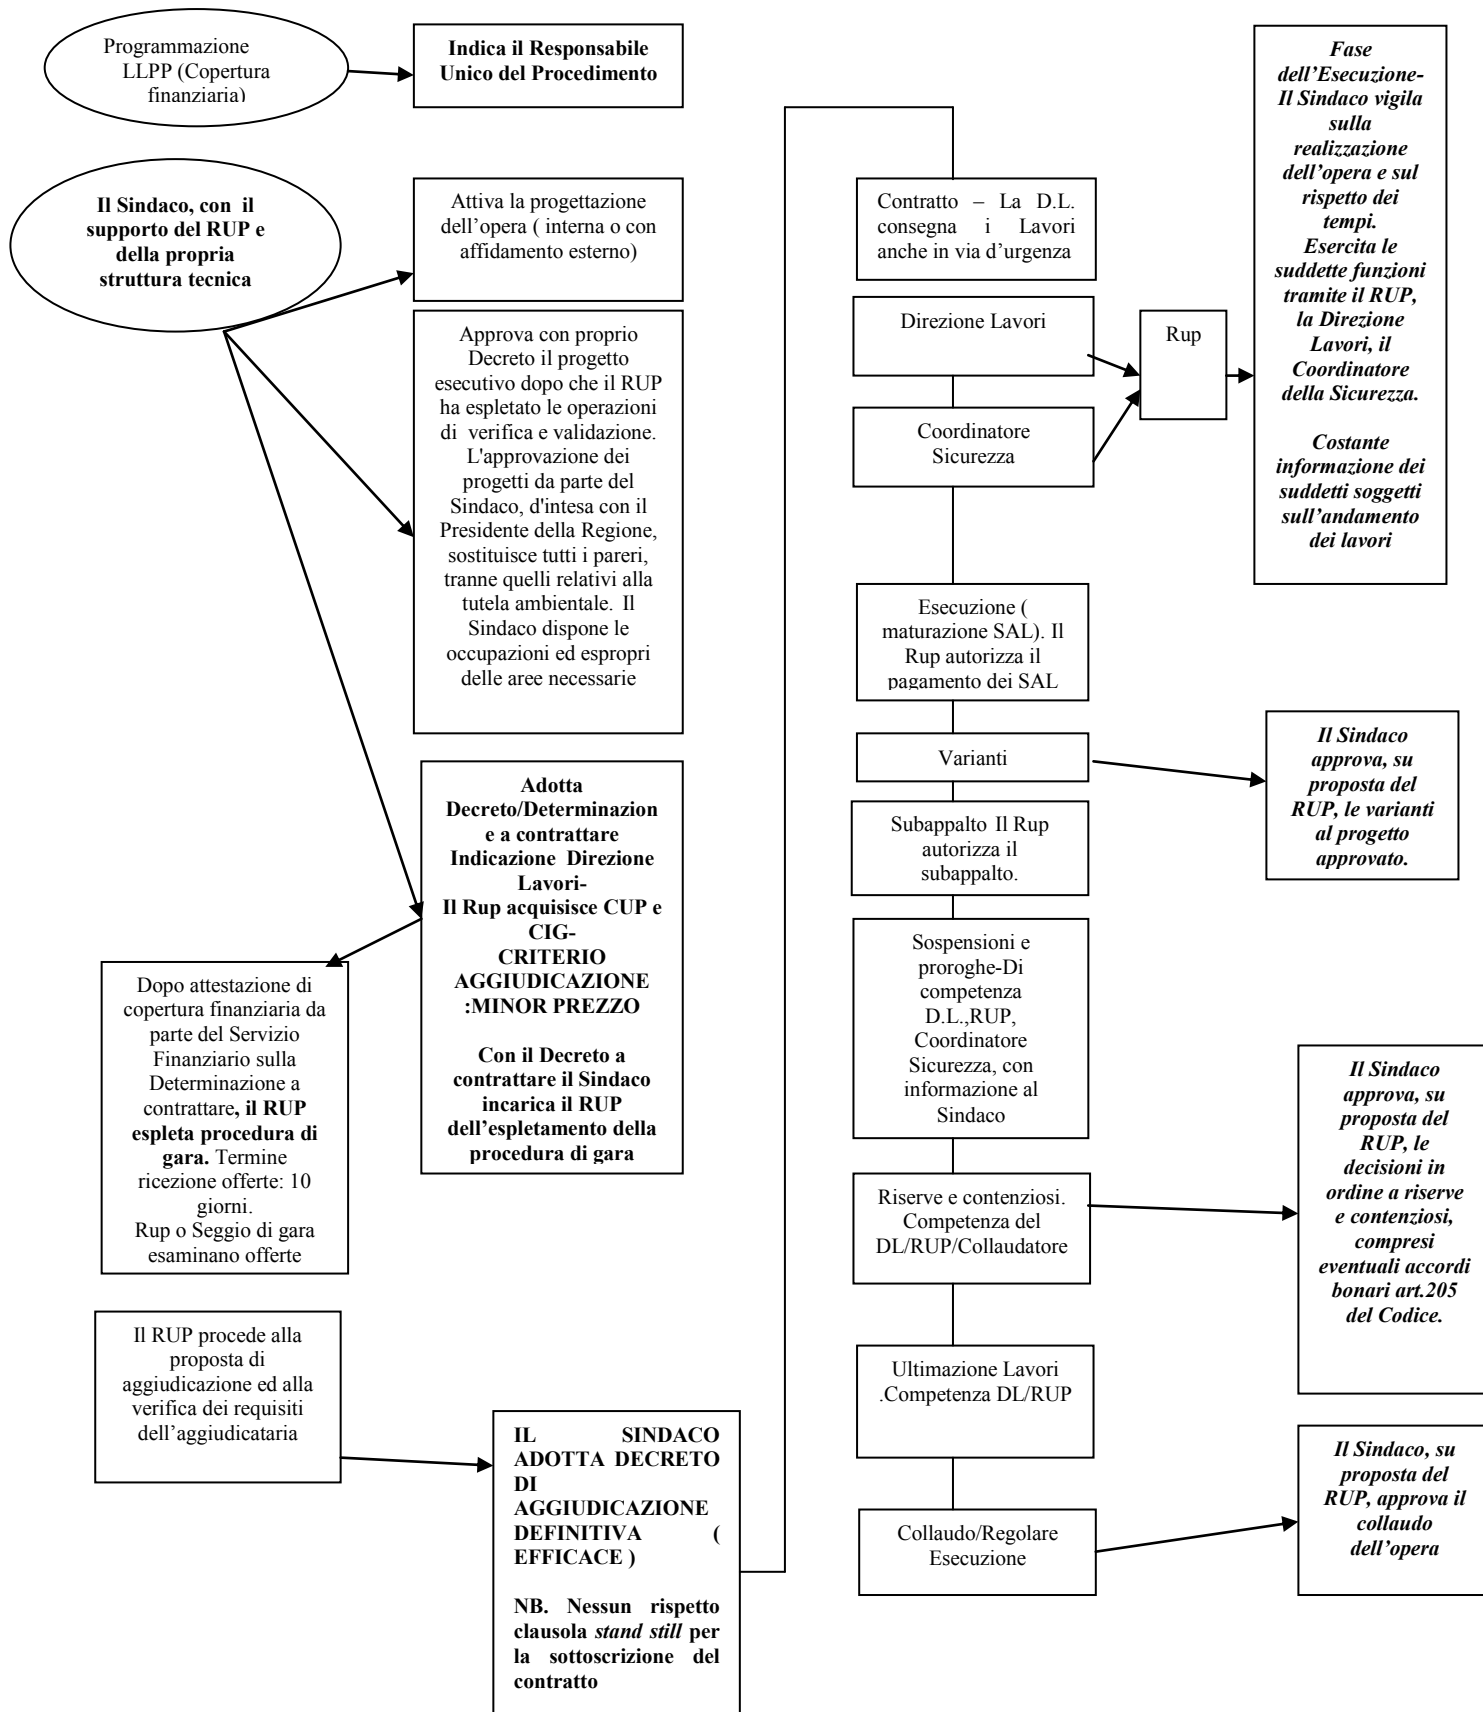 Programmazione
LLPP (Copertura
finanziaria)
Indica il Responsabile
Unico del Procedimento
Il Sindaco, con il
supporto del RUP e
della propria
struttura tecnica
Attiva la progettazione
dell’opera ( interna o con
affidamento esterno)
Approva con proprio
Decreto il progetto
esecutivo dopo che il RUP
ha espletato le operazioni
di verifica e validazione.
L'approvazione dei
progetti da parte del
Sindaco, d'intesa con il
Presidente della Regione,
sostituisce tutti i pareri,
tranne quelli relativi alla
tutela ambientale. Il
Sindaco dispone le
occupazioni ed espropri
delle aree necessarie
Adotta
Decreto/Determinazion
e a contrattare
Indicazione Direzione
Lavori-
Il Rup acquisisce CUP e
CIG-
CRITERIO
AGGIUDICAZIONE
:MINOR PREZZO
Con il Decreto a
contrattare il Sindaco
incarica il RUP
dell’espletamento della
procedura di gara
Dopo attestazione di
copertura finanziaria da
parte del Servizio
Finanziario sulla
Determinazione a
contrattare, il RUP
espleta procedura di
gara. Termine
ricezione offerte: 10
giorni.
Rup o Seggio di gara
esaminano offerte
Il RUP procede alla
proposta di
aggiudicazione ed alla
verifica dei requisiti
dell’aggiudicataria
IL SINDACO
ADOTTA DECRETO
DI
AGGIUDICAZIONE
DEFINITIVA (
EFFICACE )
NB. Nessun rispetto
clausola stand still per
la sottoscrizione del
contratto
Contratto – La D.L.
consegna i Lavori
anche in via d’urgenza
Direzione Lavori
Coordinatore
Sicurezza
Rup
Fase
dell’Esecuzione-
Il Sindaco vigila
sulla
realizzazione
dell’opera e sul
rispetto dei
tempi.
Esercita le
suddette funzioni
tramite il RUP,
la Direzione
Lavori, il
Coordinatore
della Sicurezza.
Costante
informazione dei
suddetti soggetti
sull’andamento
dei lavori
Esecuzione (
maturazione SAL). Il
Rup autorizza il
pagamento dei SAL
Varianti
Il Sindaco
approva, su
proposta del
RUP, le varianti
al progetto
approvato.
Subappalto Il Rup
autorizza il
subappalto.
Sospensioni e
proroghe-Di
competenza
D.L.,RUP,
Coordinatore
Sicurezza, con
informazione al
Sindaco
Riserve e contenziosi.
Competenza del
DL/RUP/Collaudatore
Il Sindaco
approva, su
proposta del
RUP, le
decisioni in
ordine a riserve
e contenziosi,
compresi
eventuali accordi
bonari art.205
del Codice.
Ultimazione Lavori
.Competenza DL/RUP
Collaudo/Regolare
Esecuzione
Il Sindaco, su
proposta del
RUP, approva il
collaudo
dell’opera